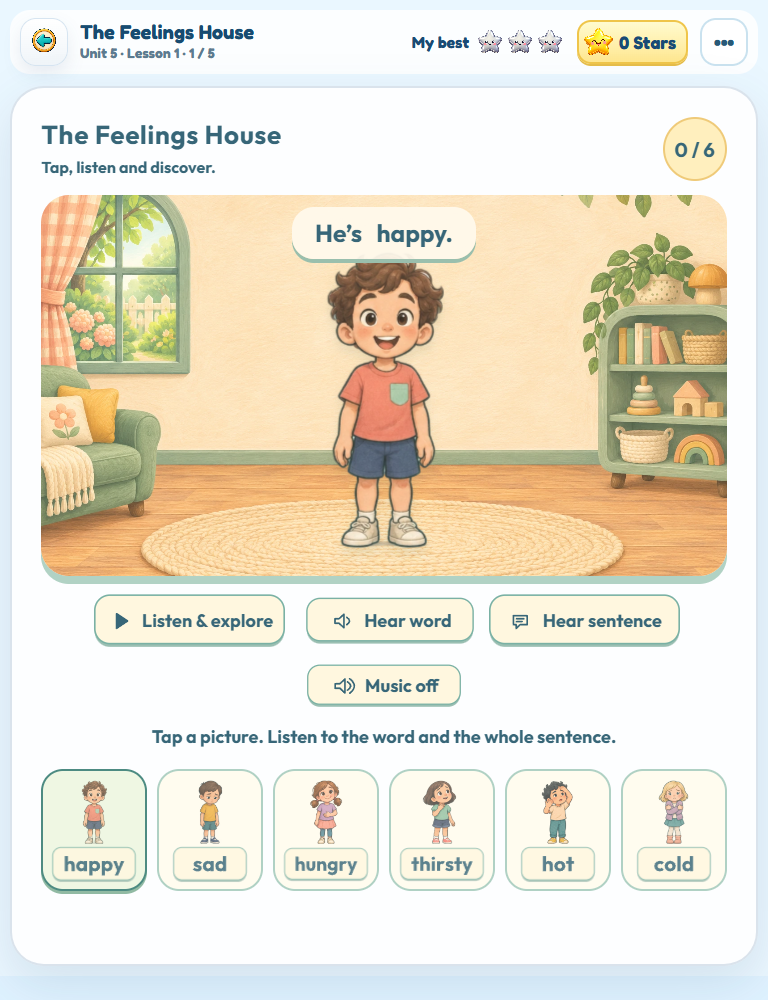 The Feelings House
Unit 5 · Lesson 1 · 1 / 5
My best
0 Stars
The Feelings House
Tap, listen and discover.
0 / 6
He's happy.
Listen & explore
Hear word
Hear sentence
Music off
Tap a picture. Listen to the word and the whole sentence.
happy
sad
hungry
thirsty
hot
cold